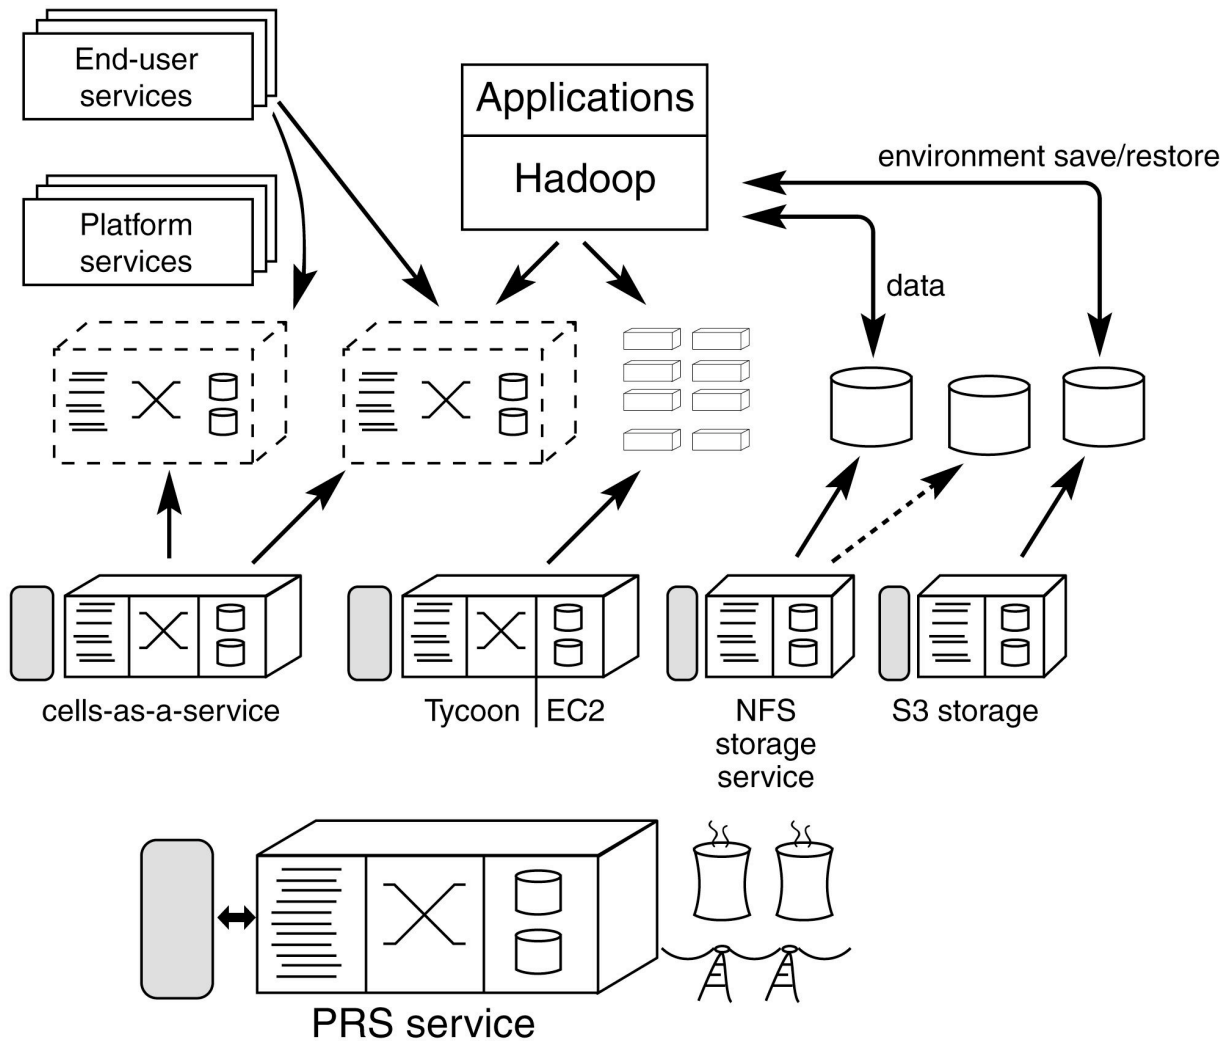 End-user
services
Applications
Hadoop
environment save/restore
Platform
services
data
cells-as-a-service
Tycoon
EC2
NFS
storage
service
S3 storage
PRS service